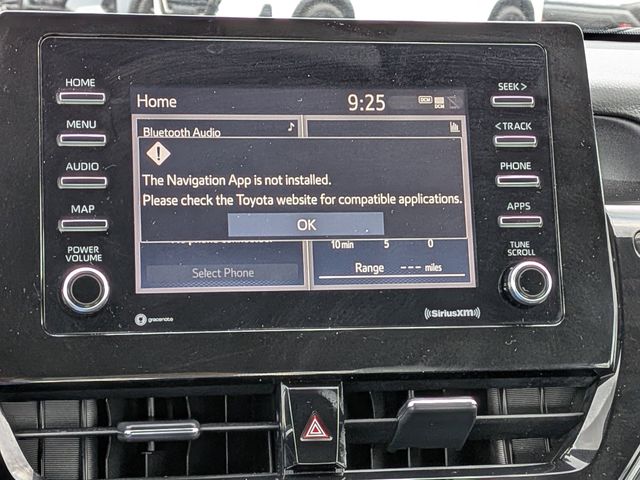 HOME
MENU
AUDIO
MAP
POWER
VOLUME
Home
9:25
DCM
DCM
Bluetooth Audio
!
The Navigation App is not installed.
Please check the Toyota website for compatible applications.
OK
10 min 5 0
Select Phone
Range --- miles
SEEK >
< TRACK
PHONE
APPS
TUNE
SCROLL
gracenote
((SiriusXM))